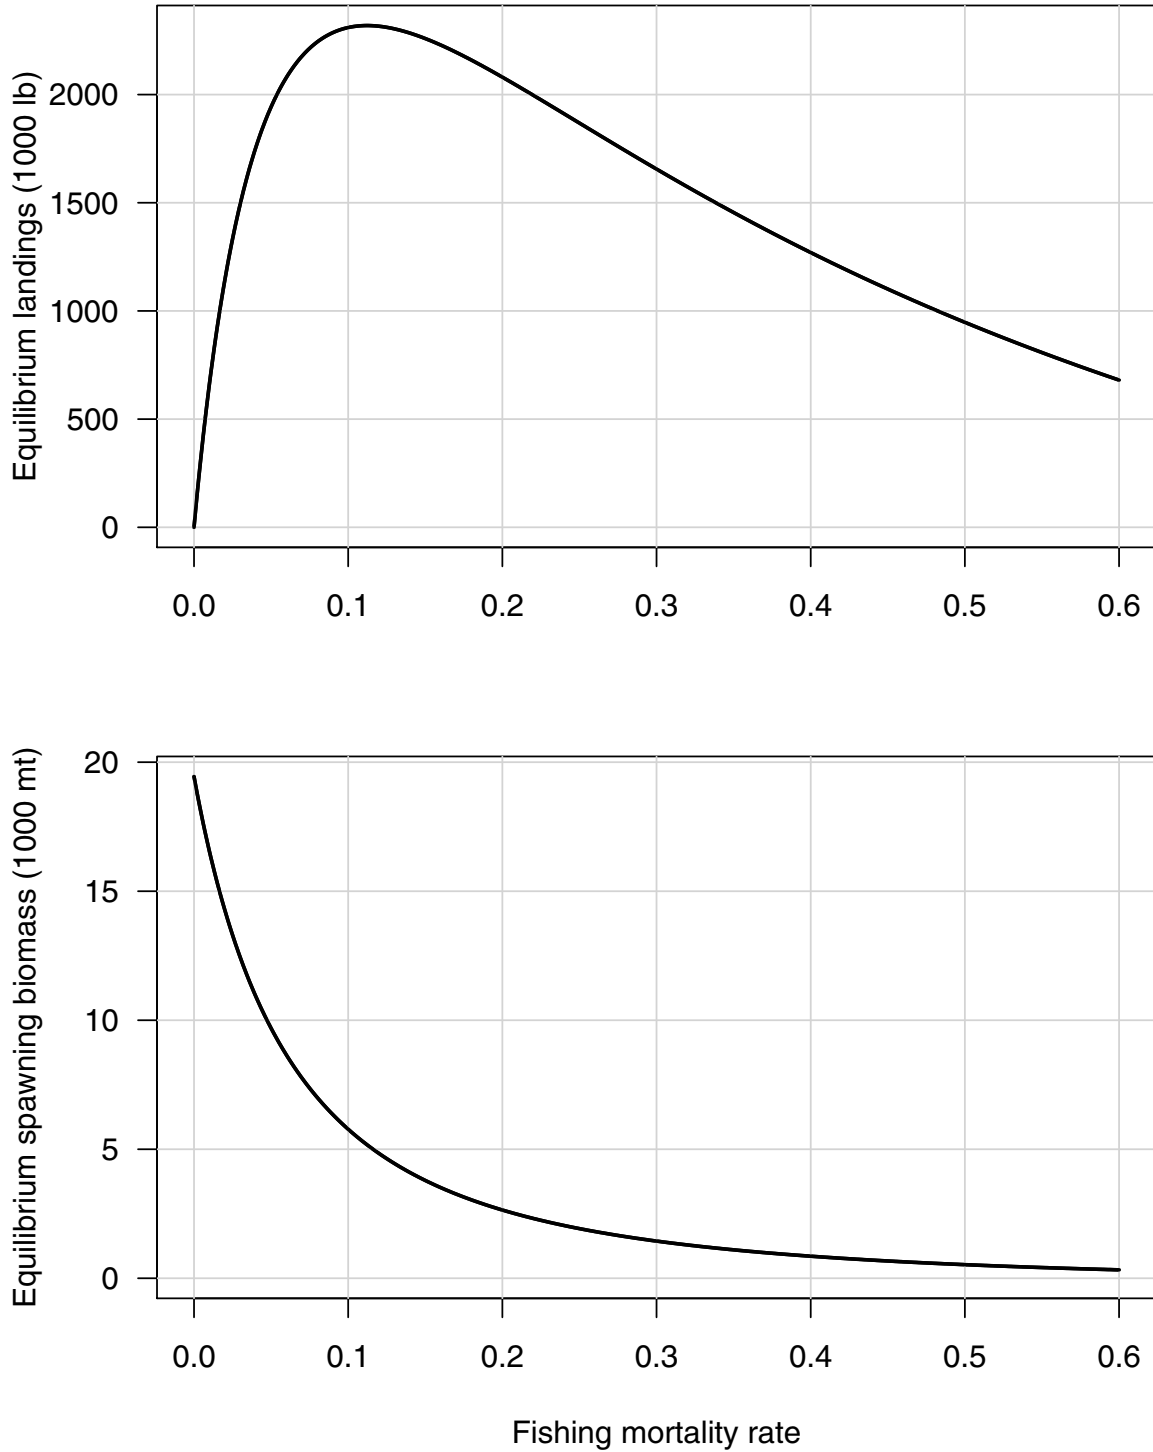 Equilibrium landings (1000 lb)
2000
1500
1000
500
0
0.0 0.1 0.2 0.3 0.4 0.5 0.6
Equilibrium spawning biomass (1000 mt)
20
15
10
5
0
0.0 0.1 0.2 0.3 0.4 0.5 0.6
Fishing mortality rate